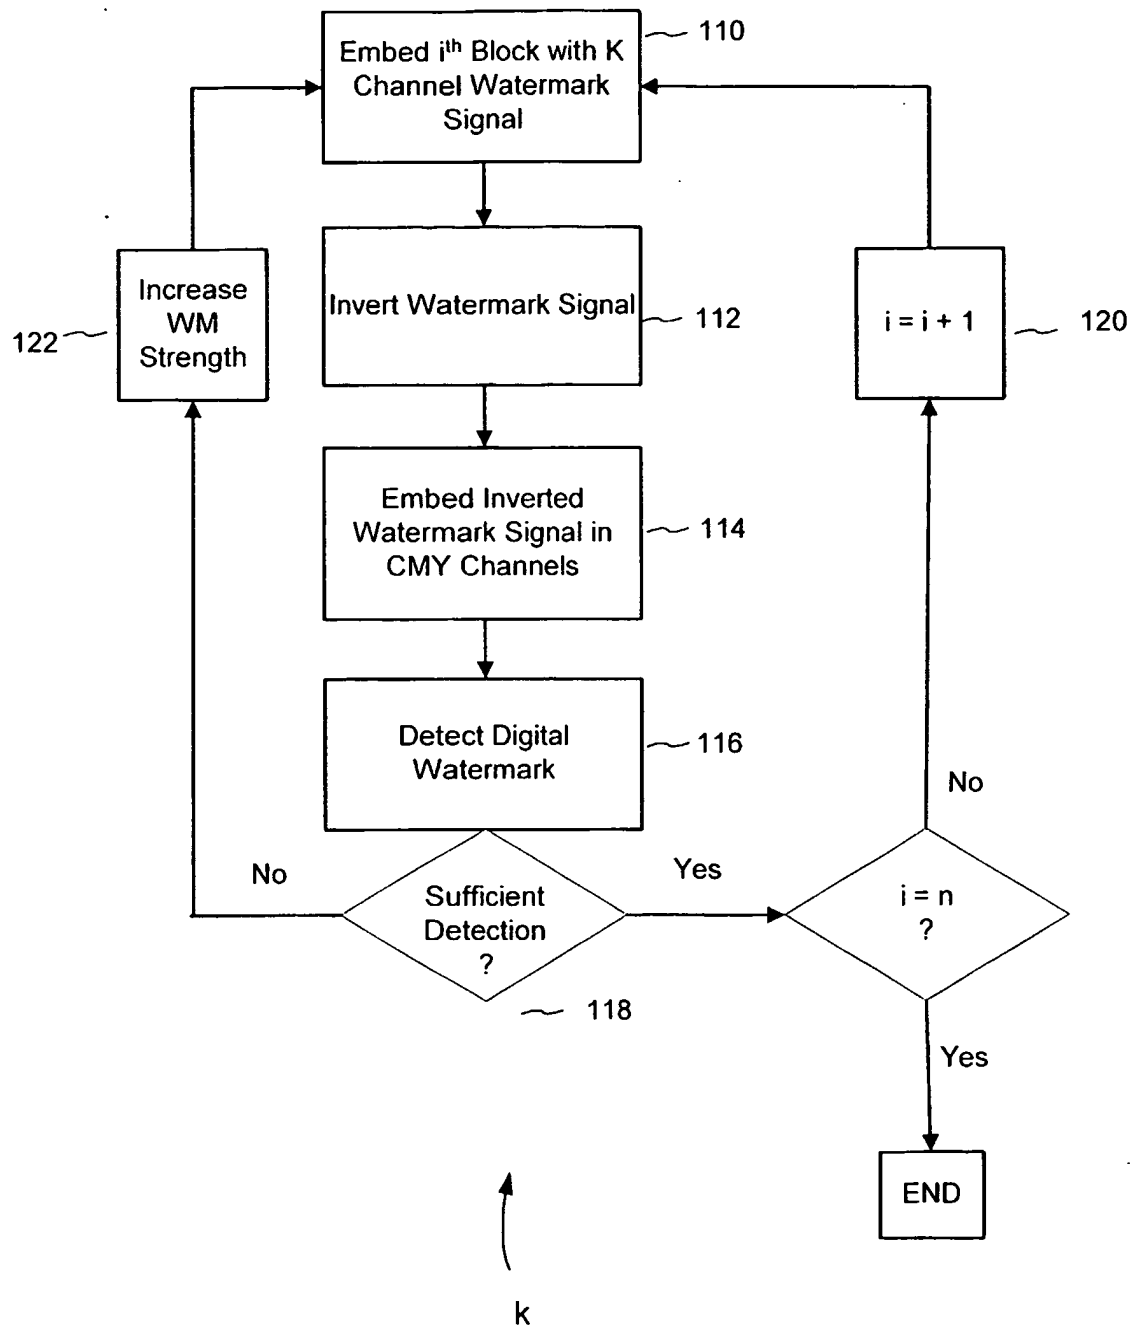 Embed ith Block with K
Channel Watermark
Signal
110
Invert Watermark Signal
112
Increase
WM
Strength
122
i = i + 1
120
Embed Inverted
Watermark Signal in
CMY Channels
114
Detect Digital
Watermark
116
No
No
Sufficient
Detection
?
Yes
118
i = n
?
Yes
END
k